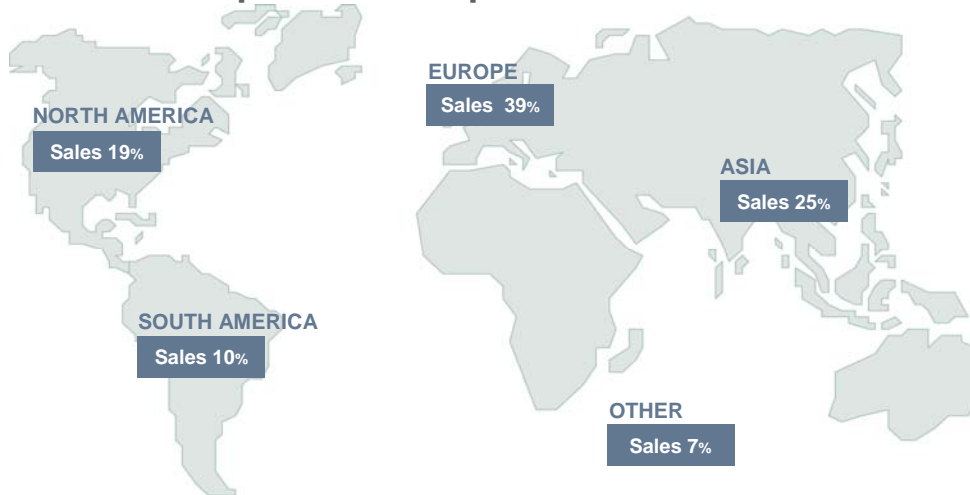 EUROPE
Sales 39%
NORTH AMERICA
Sales 19%
ASIA
Sales 25%
SOUTH AMERICA
Sales 10%
OTHER
Sales 7%